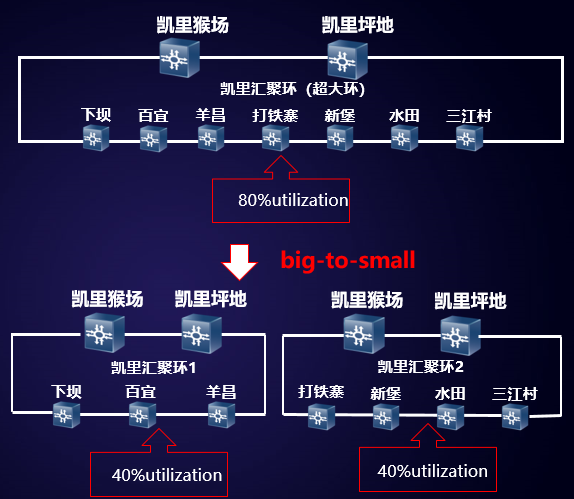 凯里猴场 凯里坪地
凯里汇聚环（超大环）
下坝 百宜 羊昌 打铁寨 新堡 水田 三江村
80%utilization
big-to-small
凯里猴场 凯里坪地
凯里汇聚环1
下坝 百宜 羊昌
40%utilization
凯里猴场 凯里坪地
凯里汇聚环2
打铁寨 新堡 水田 三江村
40%utilization